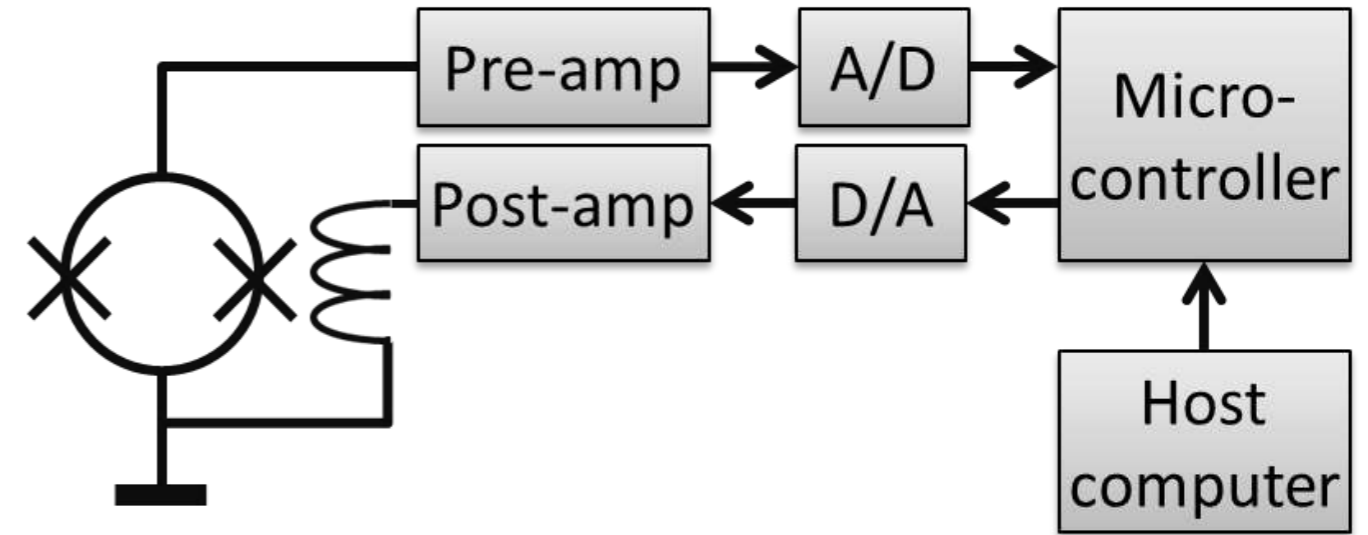 Pre-amp
A/D
Micro-
controller
Post-amp
D/A
Host
computer